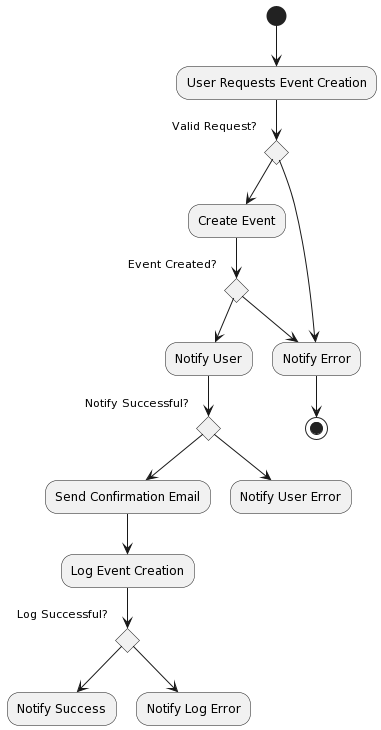 User Requests Event Creation
Valid Request?
Create Event
Event Created?
Notify User
Notify Error
Notify Successful?
Send Confirmation Email
Notify User Error
Log Event Creation
Log Successful?
Notify Success
Notify Log Error